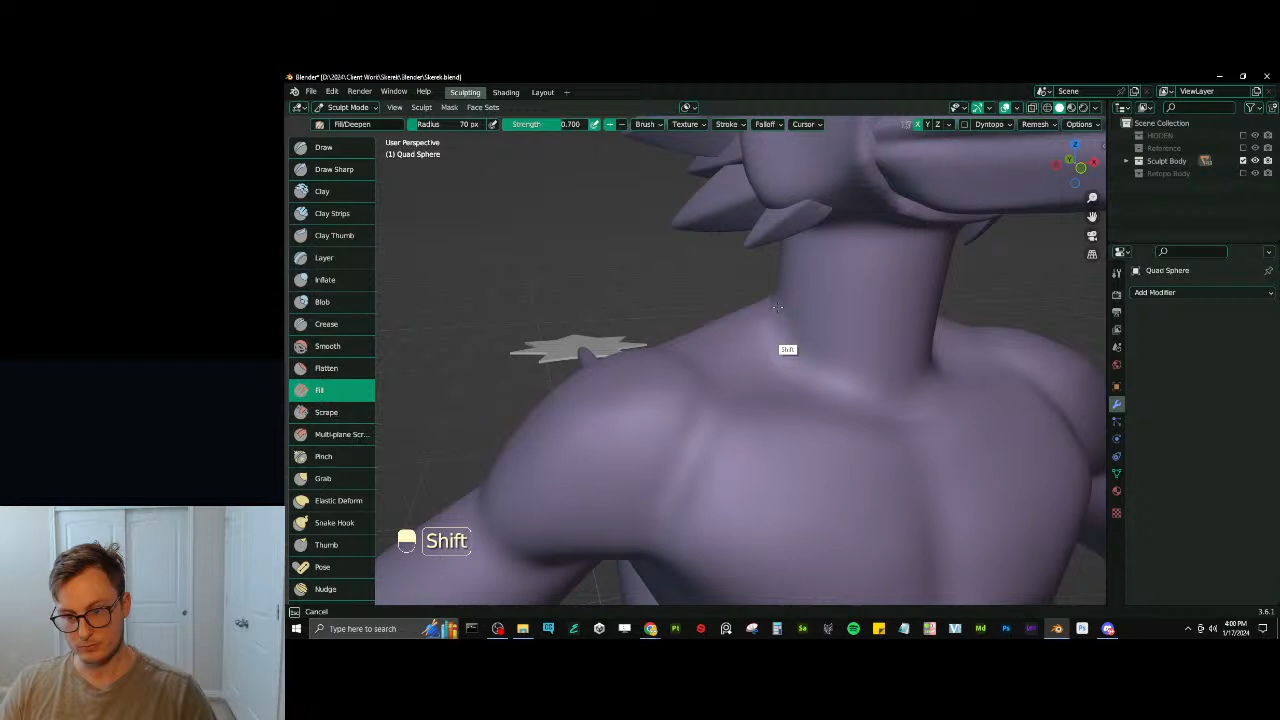 Blender* [D:\2024\Client Work\Skerek\Blender\Skerek.blend]
File Edit Render Window Help Sculpting Shading Layout + Scene ViewLayer
Sculpt Mode View Sculpt Mask Face Sets
Fill/Deepen Radius 70 px Strength 0.700 Brush Texture Stroke Falloff Cursor X Y Z Dyntopo Remesh Options
User Perspective
(1) Quad Sphere
Draw
Draw Sharp
Clay
Clay Strips
Clay Thumb
Layer
Inflate
Blob
Crease
Smooth
Flatten
Fill
Scrape
Multi-plane Scr...
Pinch
Grab
Elastic Deform
Snake Hook
Thumb
Pose
Nudge
Shift
Shift
Z
X
Y
Scene Collection
HIDDEN
Reference
Sculpt Body
Retopo Body
Quad Sphere
Add Modifier
Cancel
3.6.1
Type here to search
4:00 PM
1/17/2024